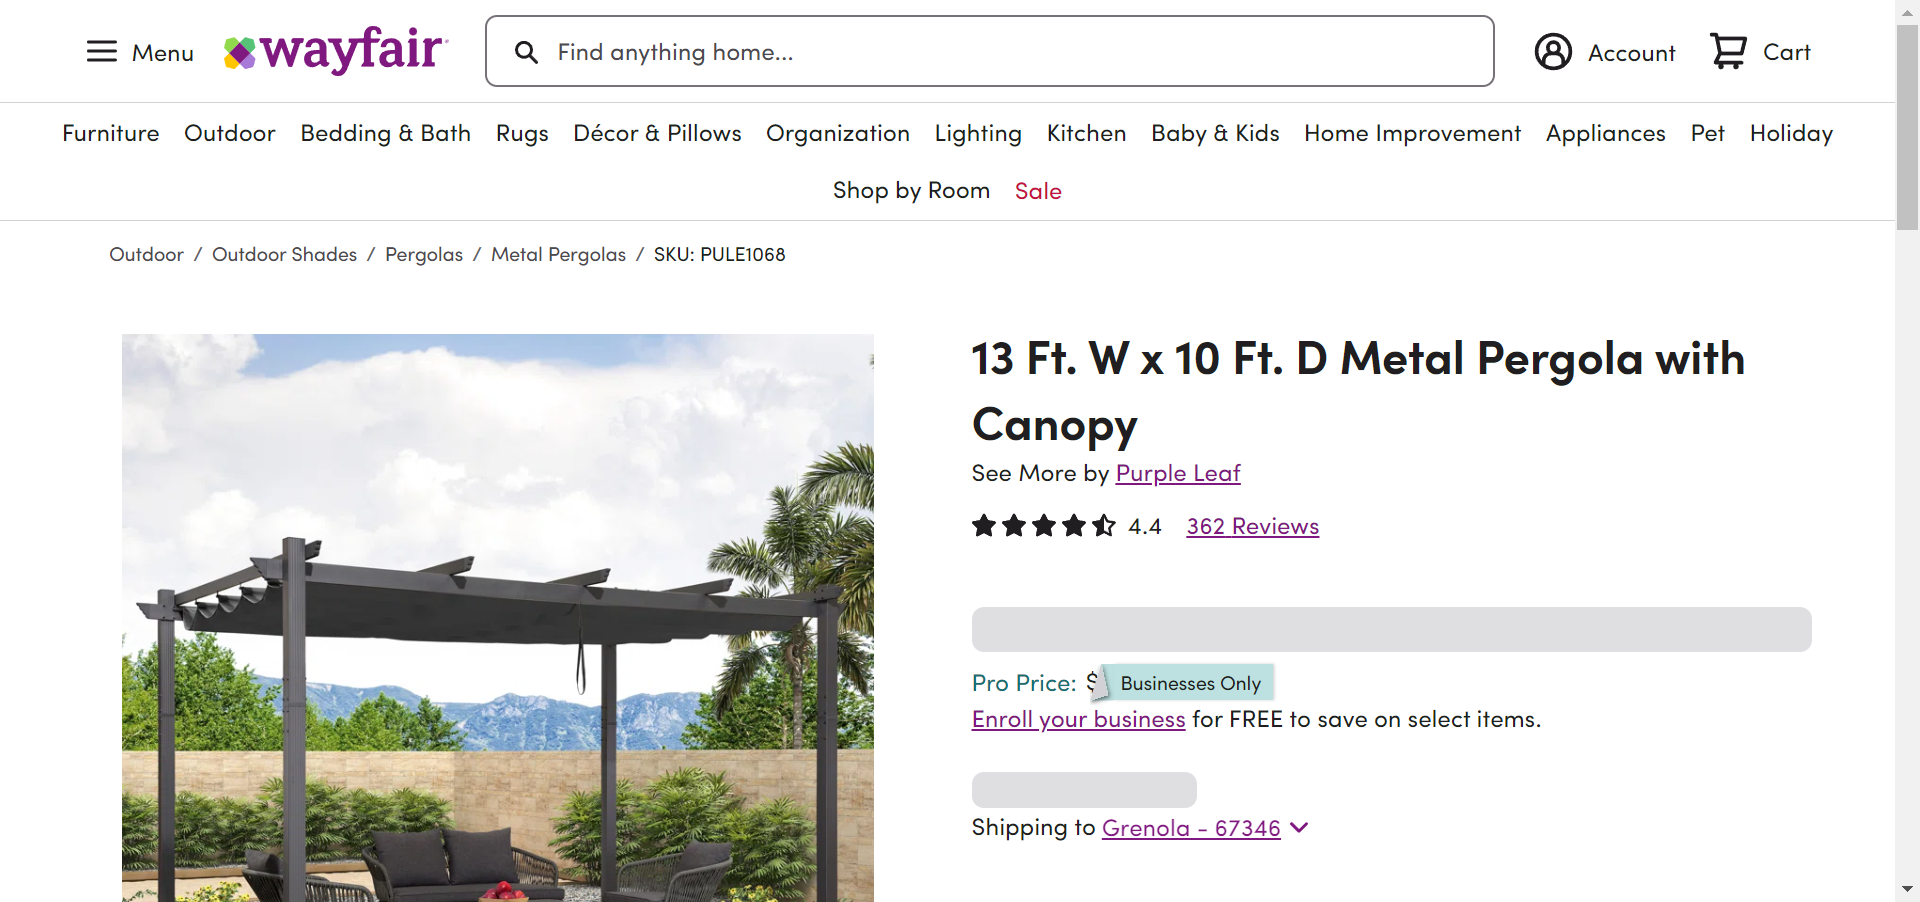 Menu
wayfair
Find anything home...
Account
Cart
Furniture Outdoor Bedding & Bath Rugs Décor & Pillows Organization Lighting Kitchen Baby & Kids Home Improvement Appliances Pet Holiday
Shop by Room Sale
Outdoor / Outdoor Shades / Pergolas / Metal Pergolas / SKU: PULE1068
13 Ft. W x 10 Ft. D Metal Pergola with
Canopy
See More by Purple Leaf
4.4 362 Reviews
Pro Price: $ Businesses Only
Enroll your business for FREE to save on select items.
Shipping to Grenola - 67346